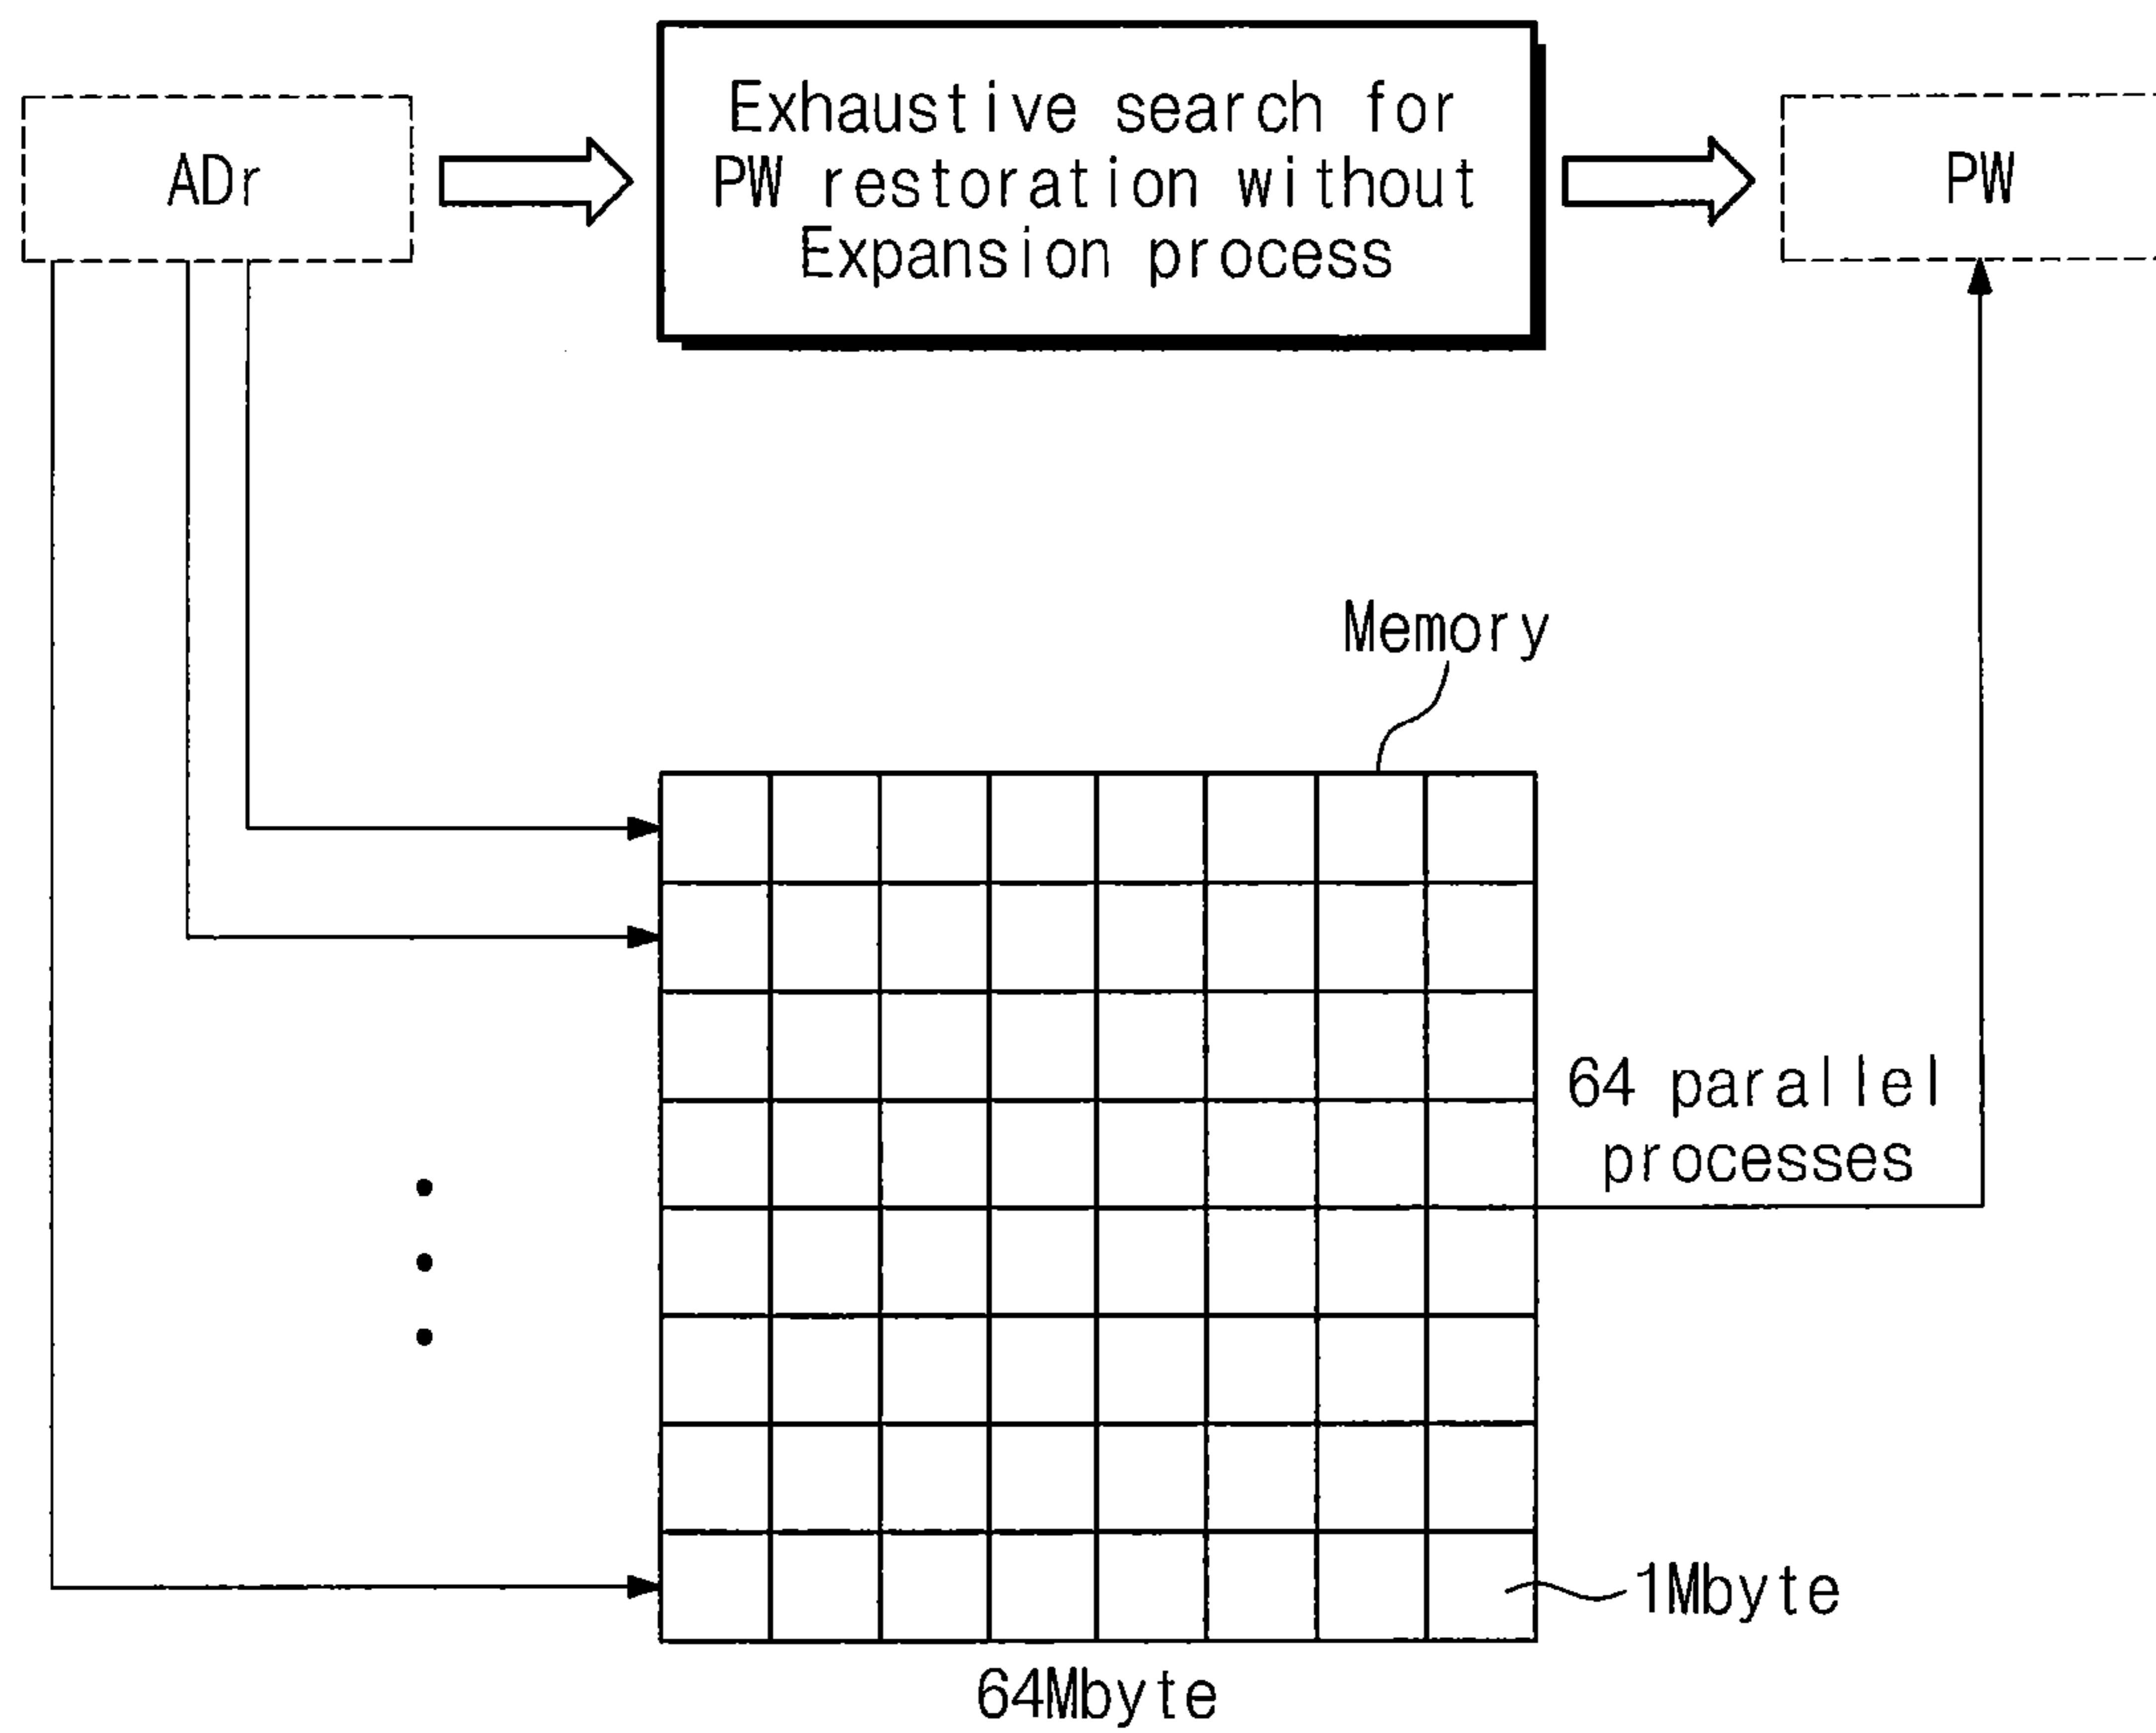 ADr
Exhaustive search for
PW restoration without
Expansion process
PW
Memory
64 parallel
processes
1Mbyte
64Mbyte